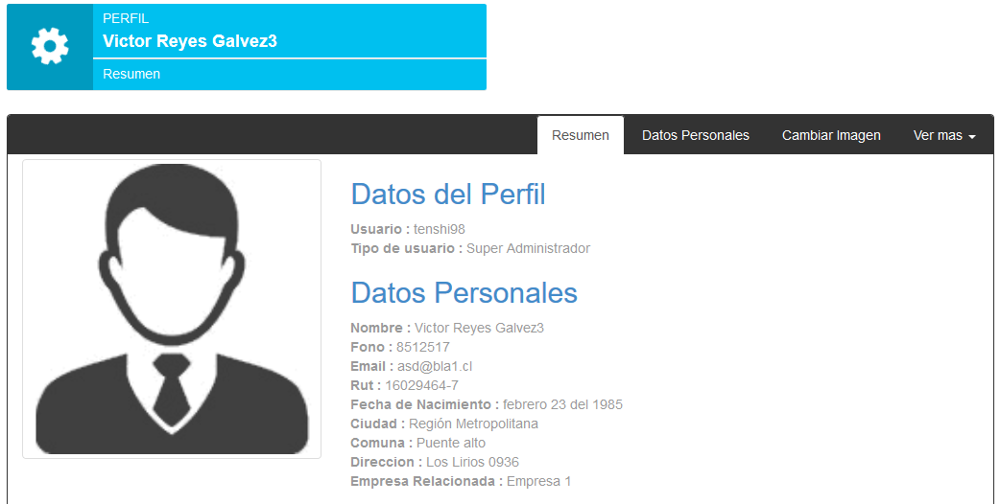 PERFIL
Victor Reyes Galvez3
Resumen
Resumen Datos Personales Cambiar Imagen Ver mas
Datos del Perfil
Usuario : tenshi98
Tipo de usuario : Super Administrador
Datos Personales
Nombre : Victor Reyes Galvez3
Fono : 8512517
Email : asd@bla1.cl
Rut : 16029464-7
Fecha de Nacimiento : febrero 23 del 1985
Ciudad : Región Metropolitana
Comuna : Puente alto
Direccion : Los Lirios 0936
Empresa Relacionada : Empresa 1